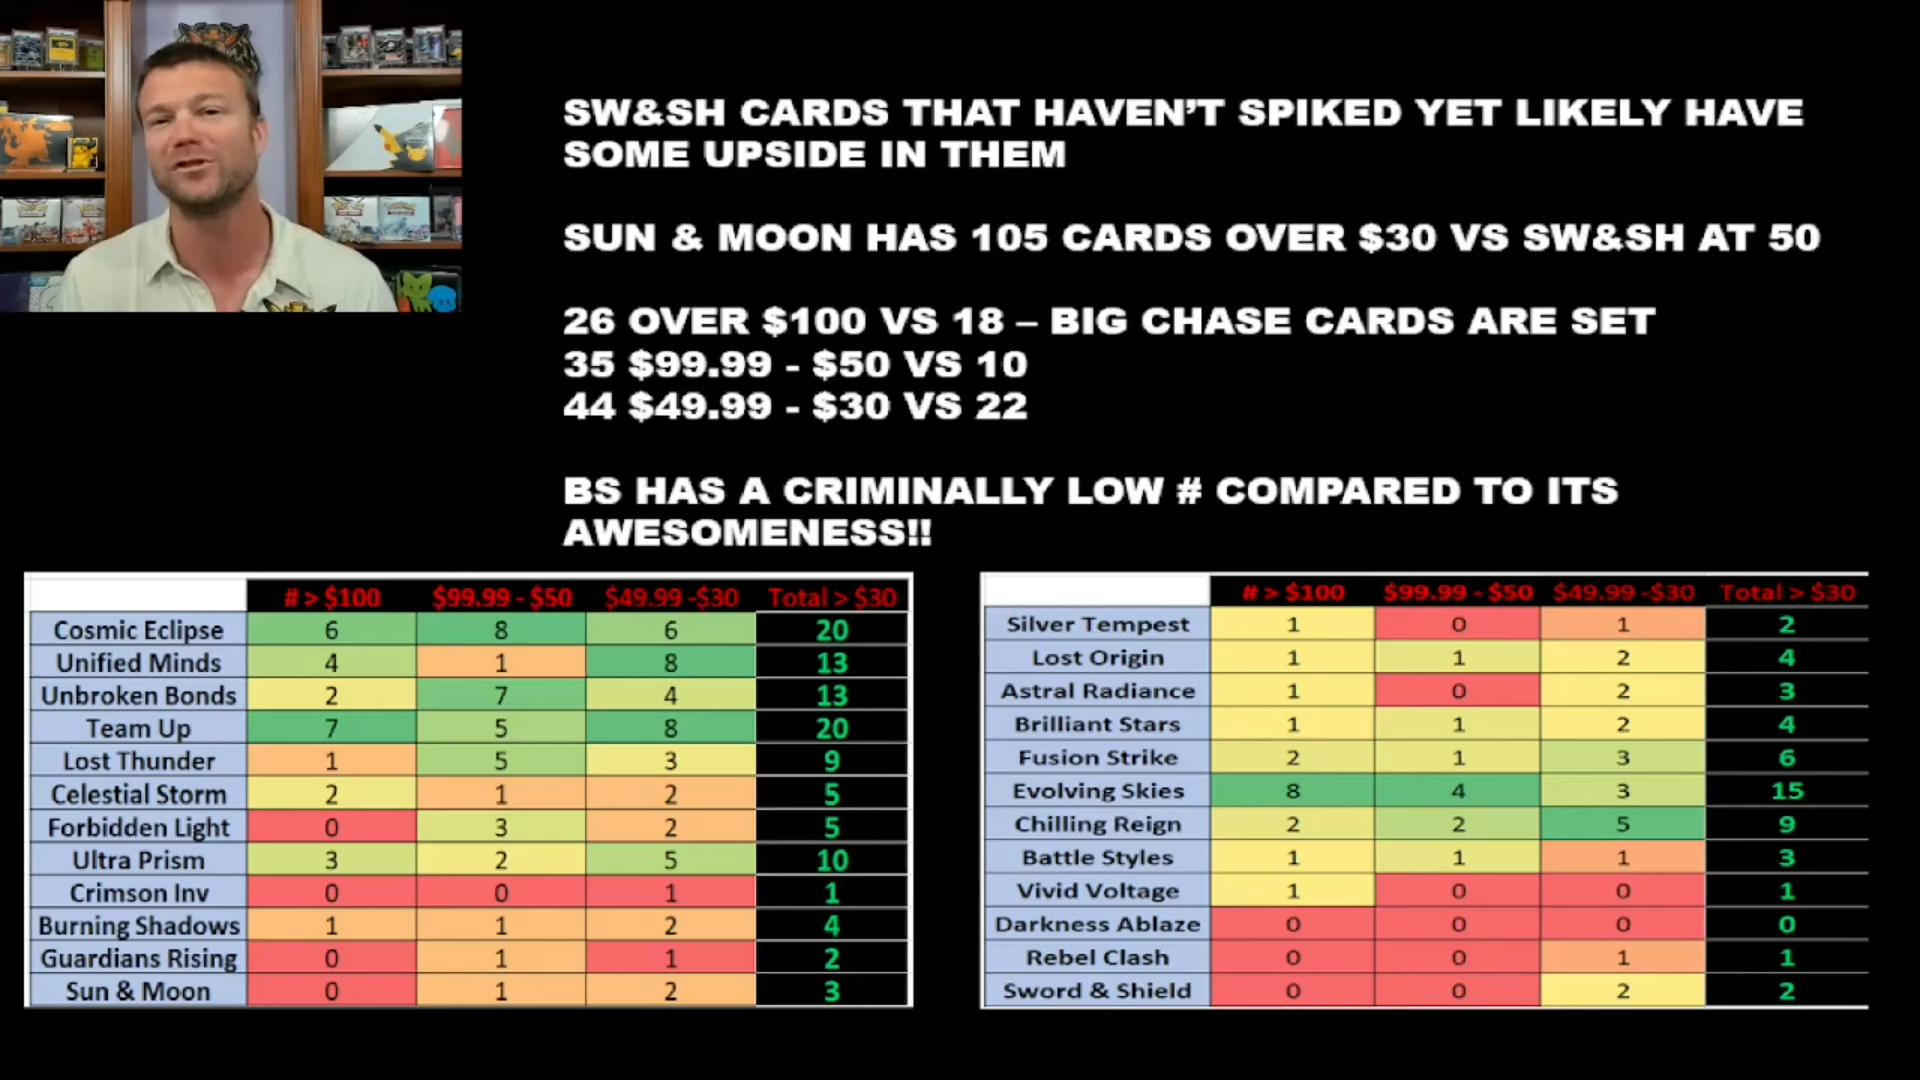 SW&SH CARDS THAT HAVEN'T SPIKED YET LIKELY HAVE
SOME UPSIDE IN THEM
SUN & MOON HAS 105 CARDS OVER $30 VS SW&SH AT 50
26 OVER $100 VS 18 – BIG CHASE CARDS ARE SET
35 $99.99 - $50 VS 10
44 $49.99 - $30 VS 22
BS HAS A CRIMINALLY LOW # COMPARED TO ITS
AWESOMENESS!!
# > $100 $99.99 - $50 $49.99 -$30 Total > $30
Cosmic Eclipse 6 8 6 20
Unified Minds 4 1 8 13
Unbroken Bonds 2 7 4 13
Team Up 7 5 8 20
Lost Thunder 1 5 3 9
Celestial Storm 2 1 2 5
Forbidden Light 0 3 2 5
Ultra Prism 3 2 5 10
Crimson Inv 0 0 1 1
Burning Shadows 1 1 2 4
Guardians Rising 0 1 1 2
Sun & Moon 0 1 2 3
# > $100 $99.99 - $50 $49.99 -$30 Total > $30
Silver Tempest 1 0 1 2
Lost Origin 1 1 2 4
Astral Radiance 1 0 2 3
Brilliant Stars 1 1 2 4
Fusion Strike 2 1 3 6
Evolving Skies 8 4 3 15
Chilling Reign 2 2 5 9
Battle Styles 1 1 1 3
Vivid Voltage 1 0 0 1
Darkness Ablaze 0 0 0 0
Rebel Clash 0 0 1 1
Sword & Shield 0 0 2 2